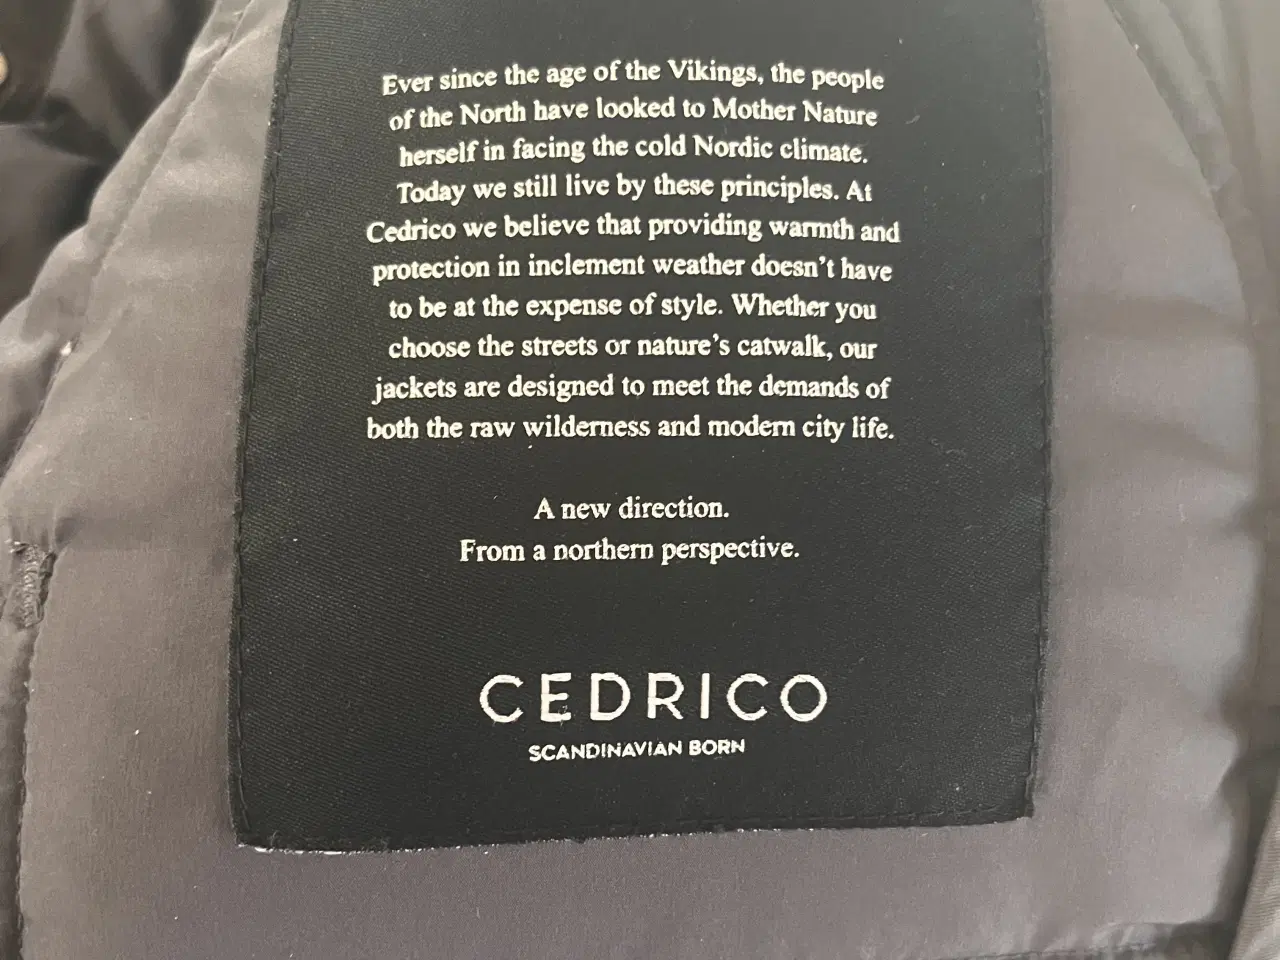 Ever since the age of the Vikings, the people
of the North have looked to Mother Nature
herself in facing the cold Nordic climate.
Today we still live by these principles. At
Cedrico we believe that providing warmth and
protection in inclement weather doesn't have
to be at the expense of style. Whether you
choose the streets or nature's catwalk, our
jackets are designed to meet the demands of
both the raw wilderness and modern city life.
A new direction.
From a northern perspective.
CEDRICO
SCANDINAVIAN BORN